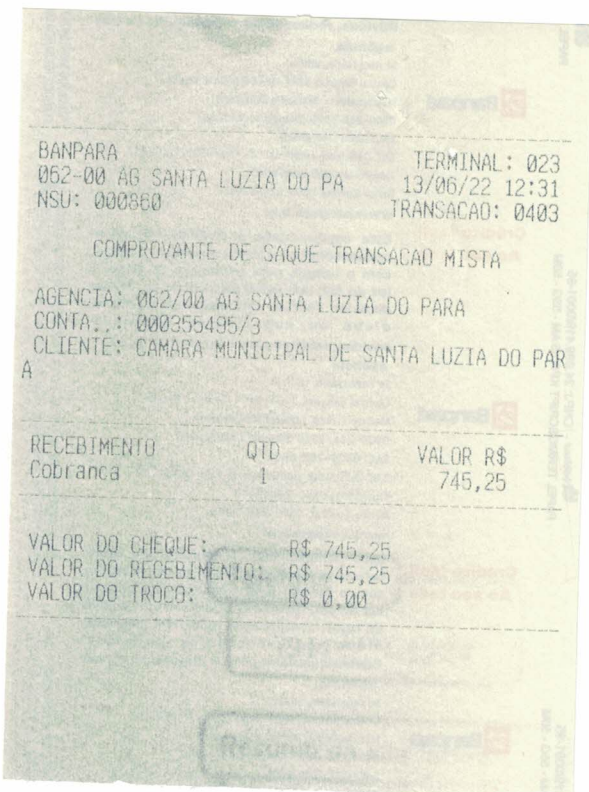 BANPARA TERMINAL: 023
062-00 AG SANTA LUZIA DO PA 13/06/22 12:31
NSU: 000860 TRANSACAO: 0403
COMPROVANTE DE SAQUE TRANSACAO MISTA
AGENCIA: 062/00 AG SANTA LUZIA DO PARA
CONTA..: 000355495/3
CLIENTE: CAMARA MUNICIPAL DE SANTA LUZIA DO PAR
A
RECEBIMENTO QTD VALOR R$
Cobranca 1 745,25
VALOR DO CHEQUE: R$ 745,25
VALOR DO RECEBIMENTO: R$ 745,25
VALOR DO TROCO: R$ 0,00